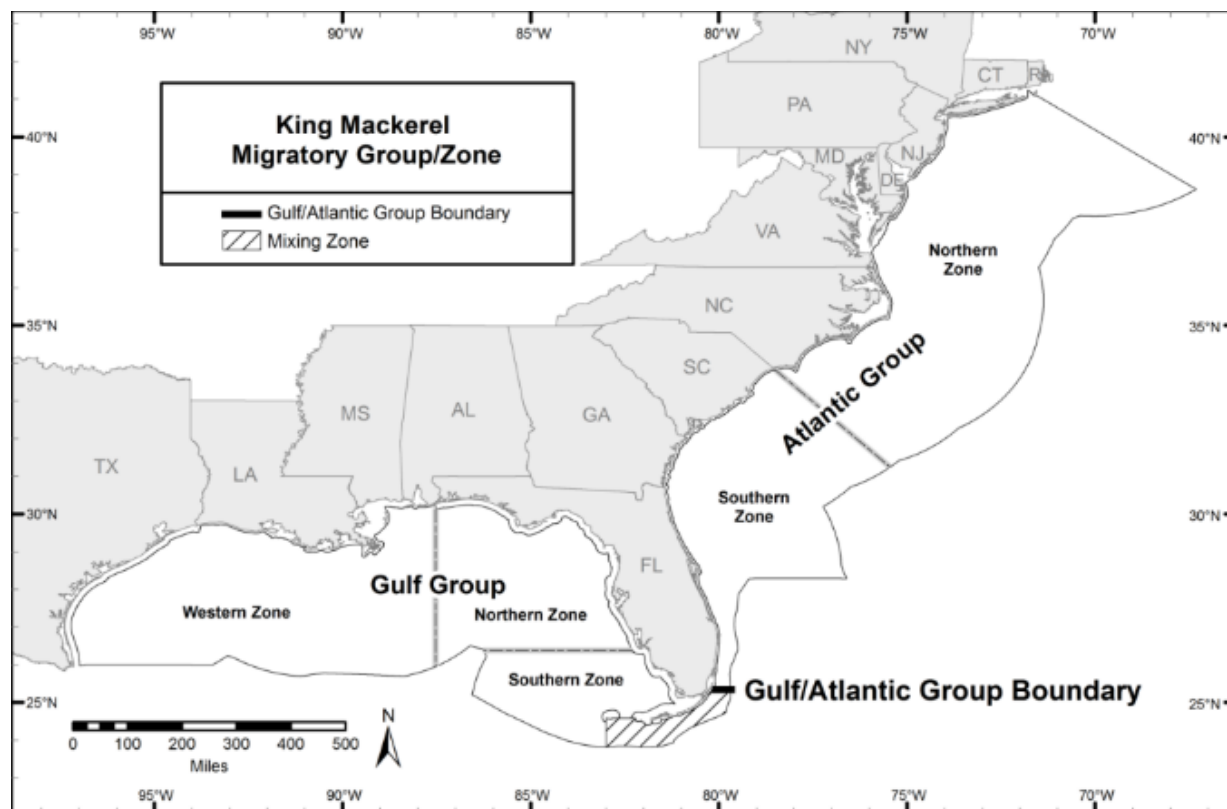 95°W 90°W 85°W 80°W 75°W 70°W
NY
CT
RI
PA
40°N
40°N
King Mackerel
Migratory Group/Zone
MD
NJ
DE
Gulf/Atlantic Group Boundary
Mixing Zone
VA
Northern
Zone
NC
35°N
35°N
Atlantic Group
SC
MS
AL
GA
TX
LA
Southern
Zone
30°N
30°N
FL
Gulf Group
Western Zone
Northern Zone
Southern Zone
Gulf/Atlantic Group Boundary
25°N
25°N
N
0 100 200 300 400 500
Miles
95°W 90°W 85°W 80°W 75°W 70°W